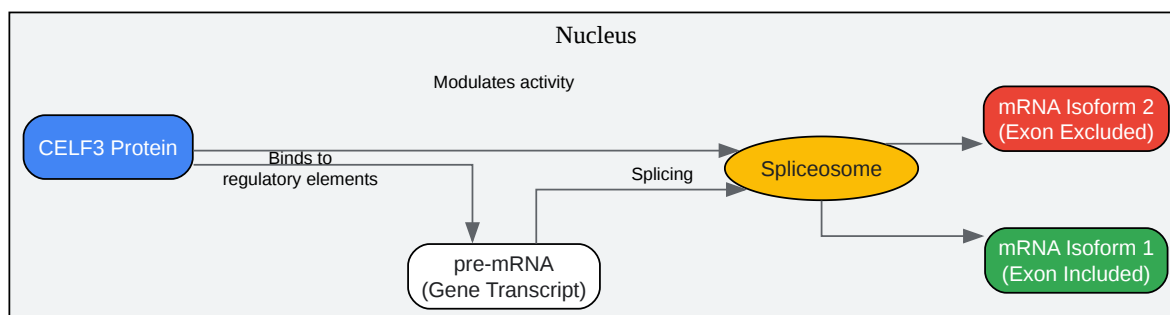 Nucleus
Modulates activity
CELF3 Protein
Binds to
regulatory elements
Splicing
Spliceosome
mRNA Isoform 2
(Exon Excluded)
pre-mRNA
(Gene Transcript)
mRNA Isoform 1
(Exon Included)